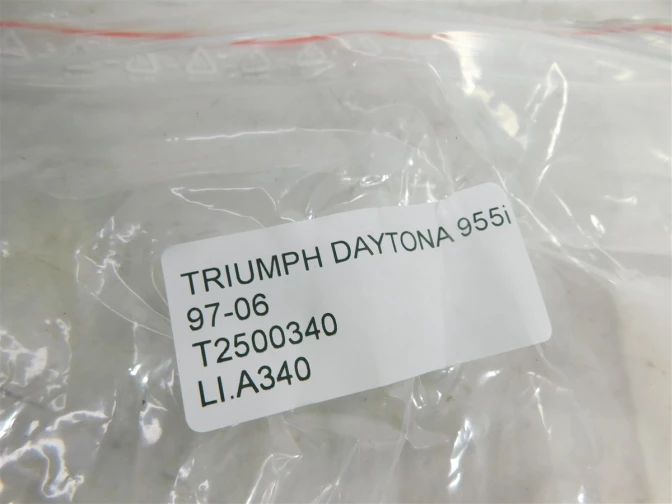 TRIUMPH DAYTONA 955i
97-06
T2500340
LI.A340